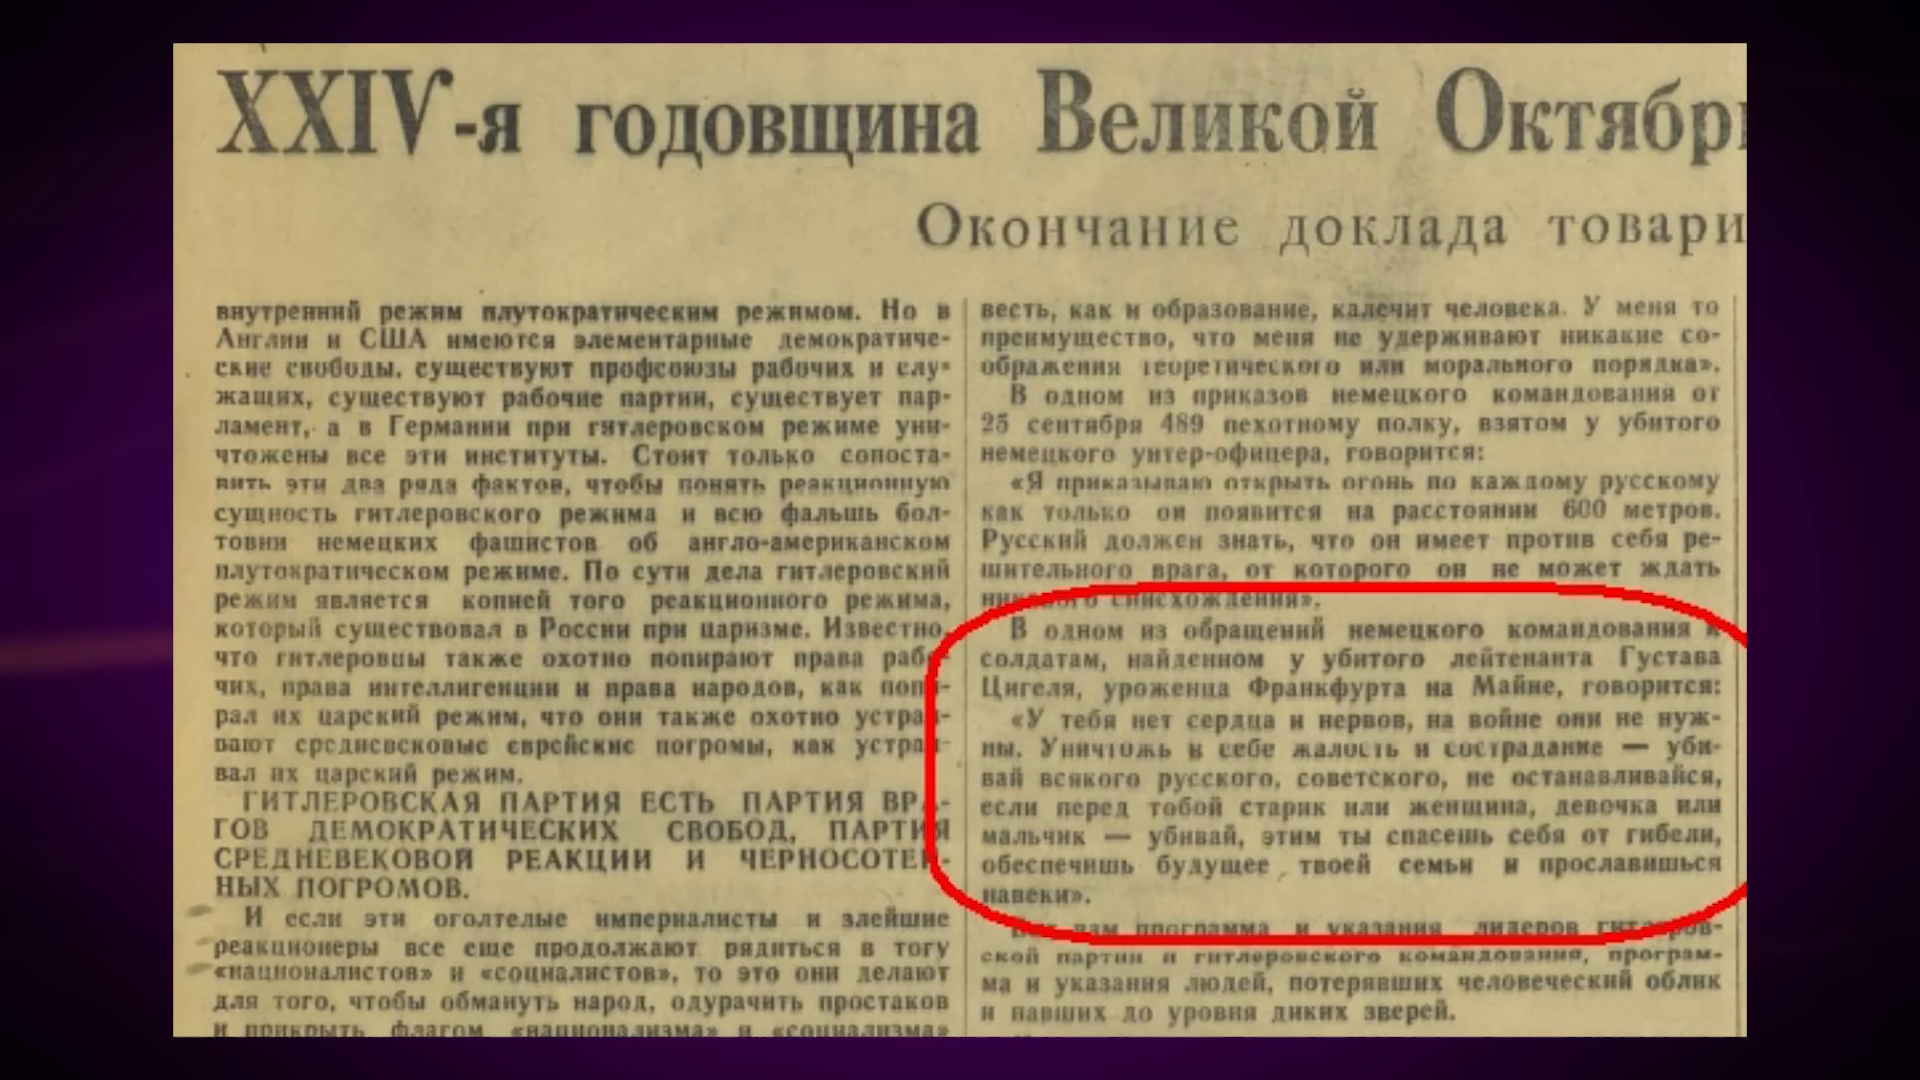 XXIV-я годовщина Великой Октябр
Окончание доклада товари
внутренний режим плутократическим режимом. Но в
Англии и США имеются элементарные демократиче-
ские свободы, существуют профсоюзы рабочих и слу-
жащих, существуют рабочие партии, существует пар-
ламент, а в Германии при гитлеровском режиме уни-
чтожены все эти институты. Стоит только сопоста-
вить эти два ряда фактов, чтобы понять реакционную
сущность гитлеровского режима и всю фальшь бол-
товни немецких фашистов об англо-американском
плутократическом режиме. По сути дела гитлеровский
режим является копией того реакционного режима,
который существовал в России при царизме. Известно,
что гитлеровцы также охотно попирают права рабо-
чих, права интеллигенции и права народов, как попи-
рал их царский режим, что они также охотно устраи-
вают средневековые еврейские погромы, как устраи-
вал их царский режим.
ГИТЛЕРОВСКАЯ ПАРТИЯ ЕСТЬ ПАРТИЯ ВРА-
ГОВ ДЕМОКРАТИЧЕСКИХ СВОБОД, ПАРТИЯ
СРЕДНЕВЕКОВОЙ РЕАКЦИИ И ЧЕРНОСОТЕН-
НЫХ ПОГРОМОВ.
И если эти оголтелые империалисты и злейшие
реакционеры все еще продолжают рядиться в тогу
«националистов» и «социалистов», то это они делают
для того, чтобы обмануть народ, одурачить простаков
и прикрыть флагом «национализма» и «социализма»
весть, как и образование, калечит человека. У меня то
преимущество, что меня не удерживают никакие со-
ображения теоретического или морального порядка».
В одном из приказов немецкого командования от
25 сентября 489 пехотному полку, взятом у убитого
немецкого унтер-офицера, говорится:
«Я приказываю открыть огонь по каждому русскому
как только он появится на расстоянии 600 метров.
Русский должен знать, что он имеет против себя ре-
шительного врага, от которого он не может ждать
никакого снисхождения».
В одном из обращений немецкого командования к
солдатам, найденном у убитого лейтенанта Густава
Цигеля, уроженца Франкфурта на Майне, говорится:
«У тебя нет сердца и нервов, на войне они не нуж-
ны. Уничтожь в себе жалость и сострадание — уби-
вай всякого русского, советского, не останавливайся,
если перед тобой старик или женщина, девочка или
мальчик — убивай, этим ты спасешь себя от гибели,
обеспечишь будущее твоей семьи и прославишься
навеки».
Вот вам программа и указания лидеров гитлеров-
ской партии и гитлеровского командования, програм-
ма и указания людей, потерявших человеческий облик
и павших до уровня диких зверей.